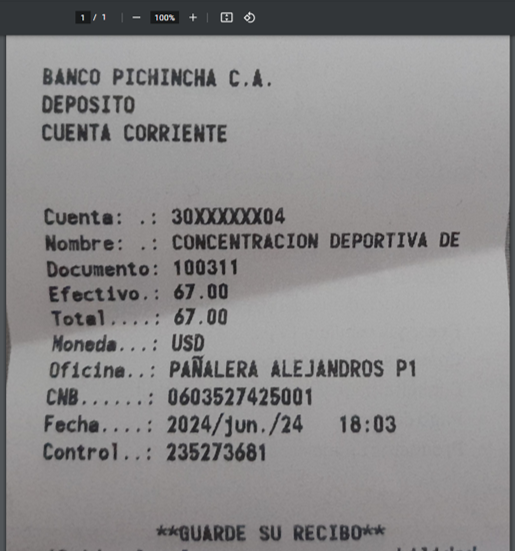 1 / 1 100%
BANCO PICHINCHA C.A.
DEPOSITO
CUENTA CORRIENTE
Cuenta: .: 30XXXXXX04
Nombre: .: CONCENTRACION DEPORTIVA DE
Documento: 100311
Efectivo.: 67.00
Total....: 67.00
Moneda...: USD
Oficina..: PAÑALERA ALEJANDROS P1
CNB......: 0603527425001
Fecha....: 2024/jun./24 18:03
Control..: 235273681
**GUARDE SU RECIBO**